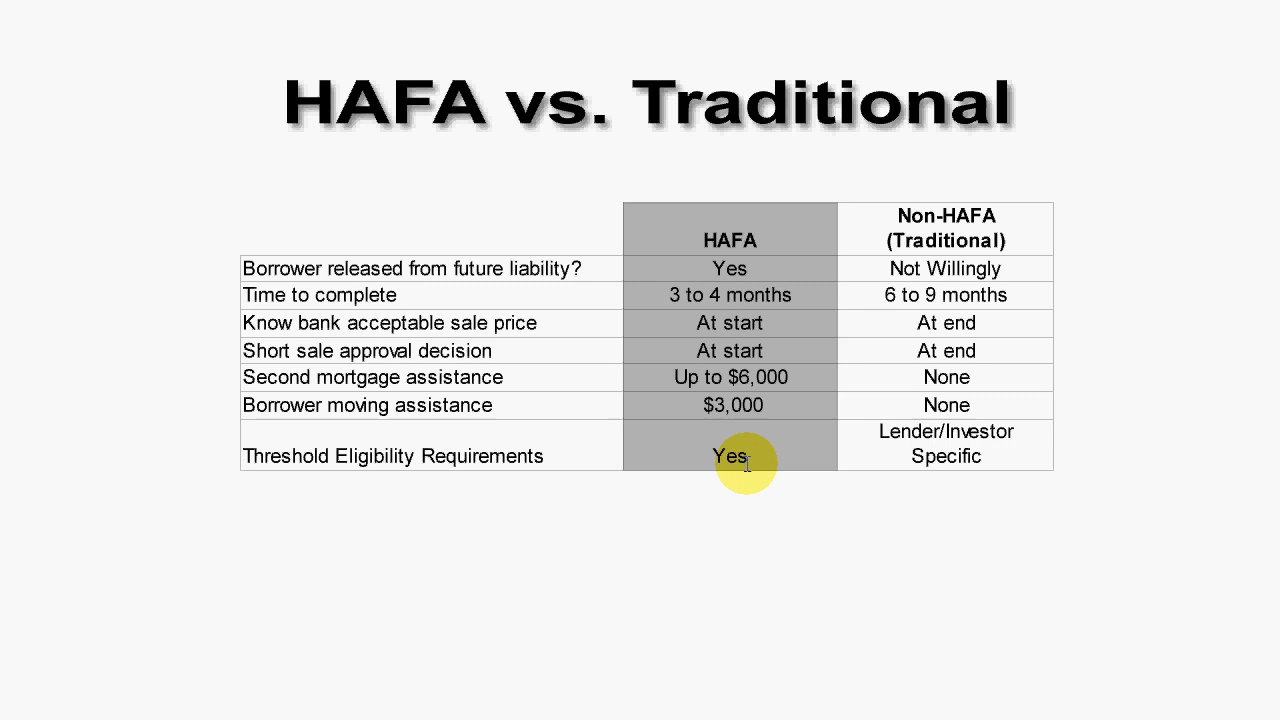 HAFA vs. Traditional
HAFA
Non-HAFA
(Traditional)
Borrower released from future liability? Yes Not Willingly
Time to complete 3 to 4 months 6 to 9 months
Know bank acceptable sale price At start At end
Short sale approval decision At start At end
Second mortgage assistance Up to $6,000 None
Borrower moving assistance $3,000 None
Threshold Eligibility Requirements Yes Lender/Investor
Specific